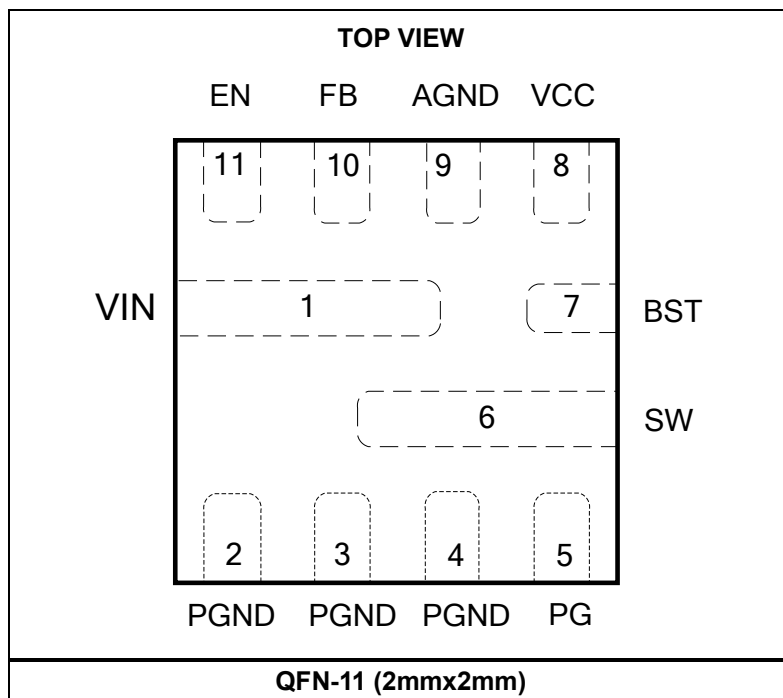 TOP VIEW
EN FB AGND VCC
11 10 9 8
VIN 1 7 BST
6 SW
2 3 4 5
PGND PGND PGND PG
QFN-11 (2mmx2mm)